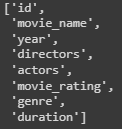 ['id',
'movie_name',
'year',
'directors',
'actors',
'movie_rating',
'genre',
'duration']